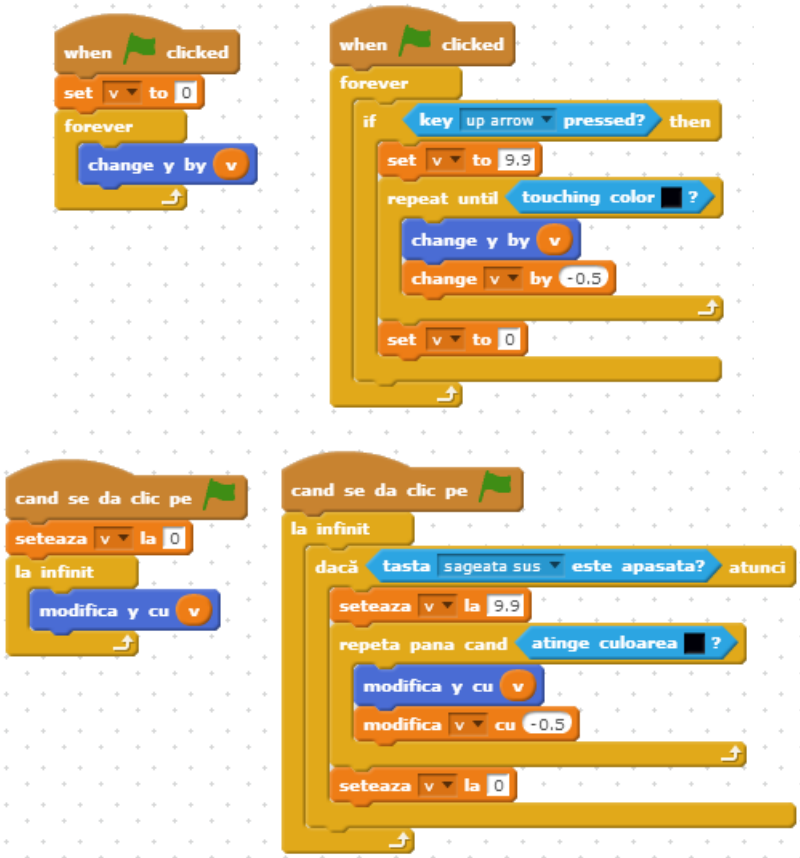 when clicked
set v to 0
forever
change y by v
when clicked
forever
if key up arrow pressed? then
set v to 9.9
repeat until touching color ?
change y by v
change v by -0.5
set v to 0
cand se da clic pe
seteaza v la 0
la infinit
modifica y cu v
cand se da clic pe
la infinit
dacă tasta sageata sus este apasata? atunci
seteaza v la 9.9
repeta pana cand atinge culoarea ?
modifica y cu v
modifica v cu -0.5
seteaza v la 0